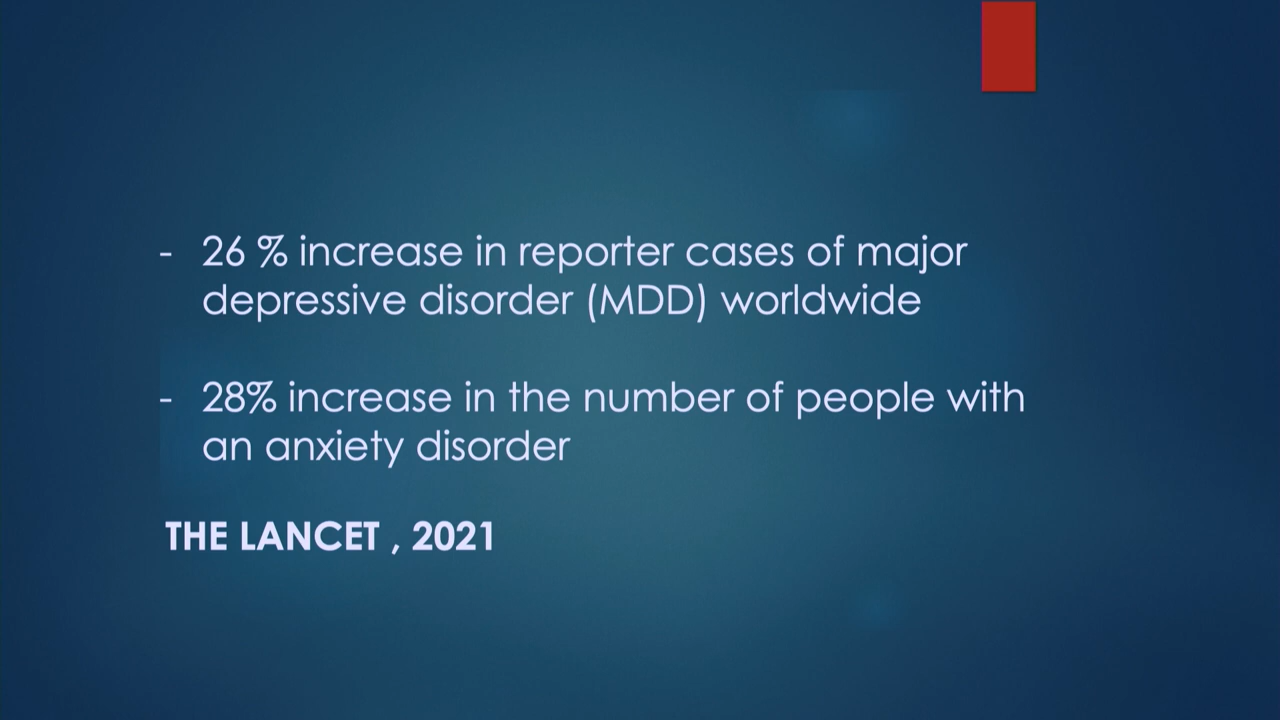 - 26 % increase in reporter cases of major
depressive disorder (MDD) worldwide
- 28% increase in the number of people with
an anxiety disorder
THE LANCET , 2021